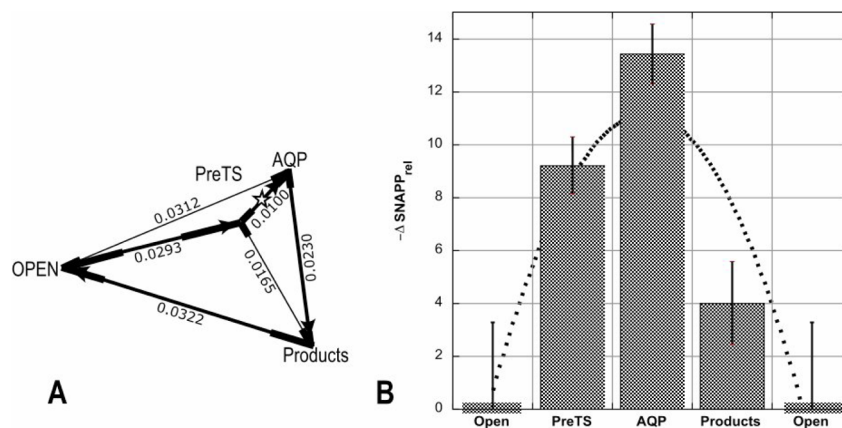 AQP
PreTS
0.0312
0.0100
0.0293
OPEN
0.0165
0.0230
0.0322
Products
A
B
14
12
10
8
6
4
2
0
−Δ SNAPPrel
Open PreTS AQP Products Open